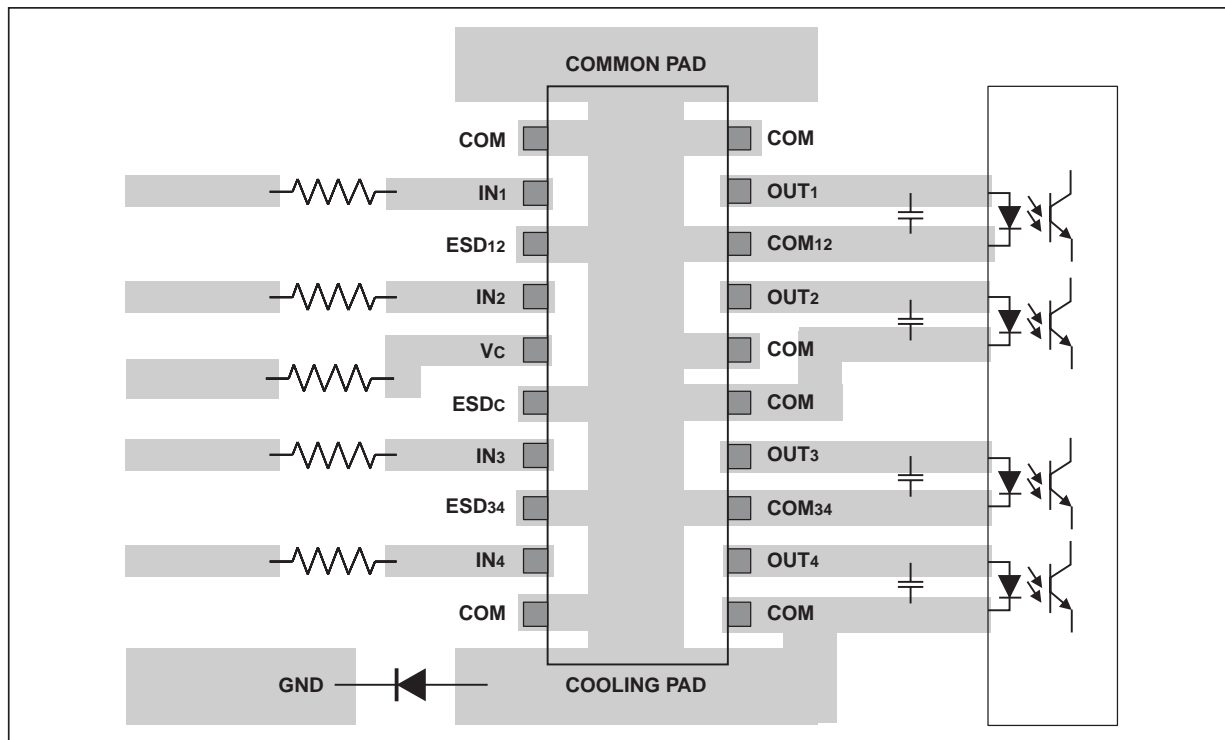 COMMON PAD
COM COM
IN1 OUT1
ESD12 COM12
IN2 OUT2
VC COM
ESDC COM
IN3 OUT3
ESD34 COM34
IN4 OUT4
COM COM
GND COOLING PAD